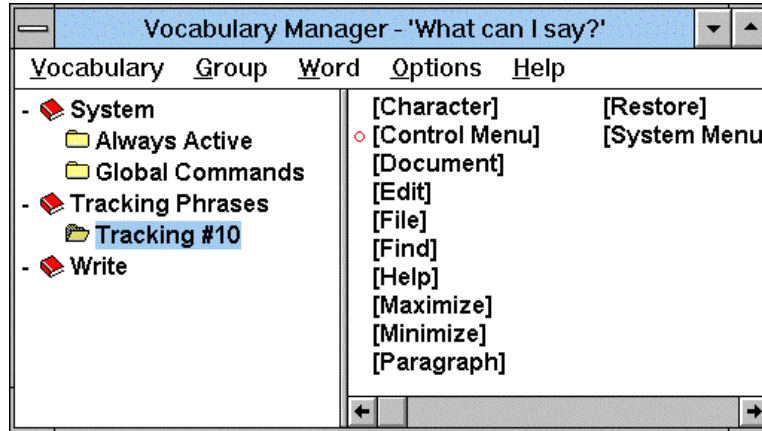 Vocabulary Manager - 'What can I say?'
Vocabulary Group Word Options Help
- System
Always Active
Global Commands
- Tracking Phrases
Tracking #10
- Write
[Character] [Restore]
[Control Menu] [System Menu
[Document]
[Edit]
[File]
[Find]
[Help]
[Maximize]
[Minimize]
[Paragraph]